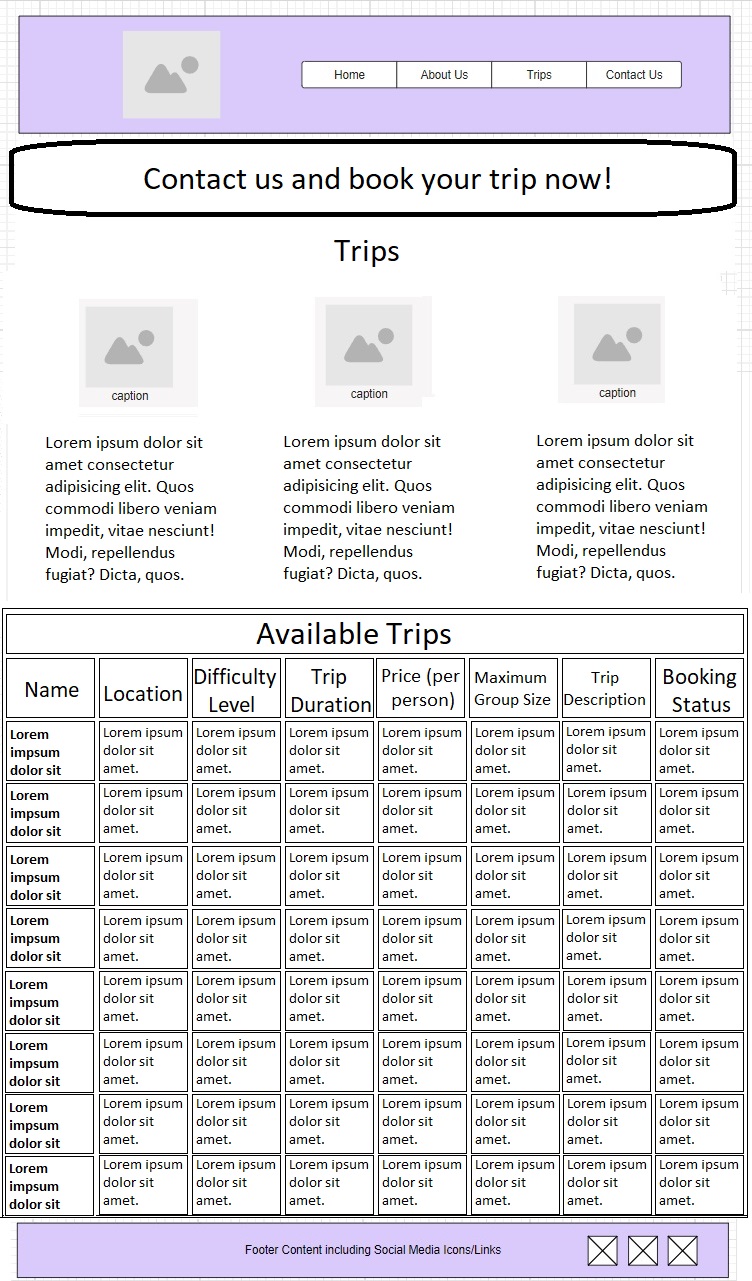 Home About Us Trips Contact Us
Contact us and book your trip now!
Trips
caption caption caption
Lorem ipsum dolor sit
amet consectetur
adipisicing elit. Quos
commodi libero veniam
impedit, vitae nesciunt!
Modi, repellendus
fugiat? Dicta, quos.
Lorem ipsum dolor sit
amet consectetur
adipisicing elit. Quos
commodi libero veniam
impedit, vitae nesciunt!
Modi, repellendus
fugiat? Dicta, quos.
Lorem ipsum dolor sit
amet consectetur
adipisicing elit. Quos
commodi libero veniam
impedit, vitae nesciunt!
Modi, repellendus
fugiat? Dicta, quos.
Available Trips
Name Location Difficulty Level Trip Duration Price (per person) Maximum Group Size Trip Description Booking Status
Lorem Lorem ipsum Lorem ipsum Lorem ipsum Lorem ipsum Lorem ipsum Lorem ipsum Lorem ipsum
impsum dolor sit dolor sit dolor sit dolor sit dolor sit dolor sit dolor sit
dolor sit amet. amet. amet. amet. amet. amet. amet.
Lorem Lorem ipsum Lorem ipsum Lorem ipsum Lorem ipsum Lorem ipsum Lorem ipsum Lorem ipsum
impsum dolor sit dolor sit dolor sit dolor sit dolor sit dolor sit dolor sit
dolor sit amet. amet. amet. amet. amet. amet. amet.
Lorem Lorem ipsum Lorem ipsum Lorem ipsum Lorem ipsum Lorem ipsum Lorem ipsum Lorem ipsum
impsum dolor sit dolor sit dolor sit dolor sit dolor sit dolor sit dolor sit
dolor sit amet. amet. amet. amet. amet. amet. amet.
Lorem Lorem ipsum Lorem ipsum Lorem ipsum Lorem ipsum Lorem ipsum Lorem ipsum Lorem ipsum
impsum dolor sit dolor sit dolor sit dolor sit dolor sit dolor sit dolor sit
dolor sit amet. amet. amet. amet. amet. amet. amet.
Lorem Lorem ipsum Lorem ipsum Lorem ipsum Lorem ipsum Lorem ipsum Lorem ipsum Lorem ipsum
impsum dolor sit dolor sit dolor sit dolor sit dolor sit dolor sit dolor sit
dolor sit amet. amet. amet. amet. amet. amet. amet.
Lorem Lorem ipsum Lorem ipsum Lorem ipsum Lorem ipsum Lorem ipsum Lorem ipsum Lorem ipsum
impsum dolor sit dolor sit dolor sit dolor sit dolor sit dolor sit dolor sit
dolor sit amet. amet. amet. amet. amet. amet. amet.
Lorem Lorem ipsum Lorem ipsum Lorem ipsum Lorem ipsum Lorem ipsum Lorem ipsum Lorem ipsum
impsum dolor sit dolor sit dolor sit dolor sit dolor sit dolor sit dolor sit
dolor sit amet. amet. amet. amet. amet. amet. amet.
Lorem Lorem ipsum Lorem ipsum Lorem ipsum Lorem ipsum Lorem ipsum Lorem ipsum Lorem ipsum
impsum dolor sit dolor sit dolor sit dolor sit dolor sit dolor sit dolor sit
dolor sit amet. amet. amet. amet. amet. amet. amet.
Footer Content including Social Media Icons/Links